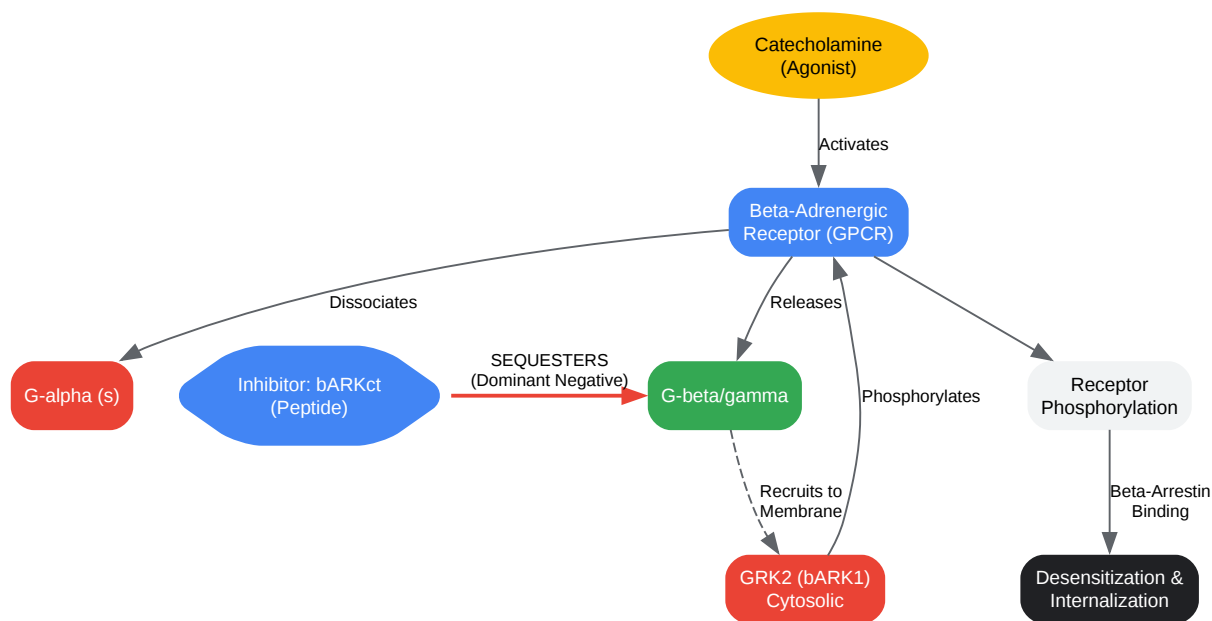 Catecholamine
(Agonist)
Activates
Beta-Adrenergic
Receptor (GPCR)
Dissociates
Releases
G-alpha (s)
Inhibitor: bARKct
(Peptide)
SEQUESTERS
(Dominant Negative)
G-beta/gamma
Phosphorylates
Receptor
Phosphorylation
Recruits to
Membrane
Beta-Arrestin
Binding
GRK2 (bARK1)
Cytosolic
Desensitization &
Internalization